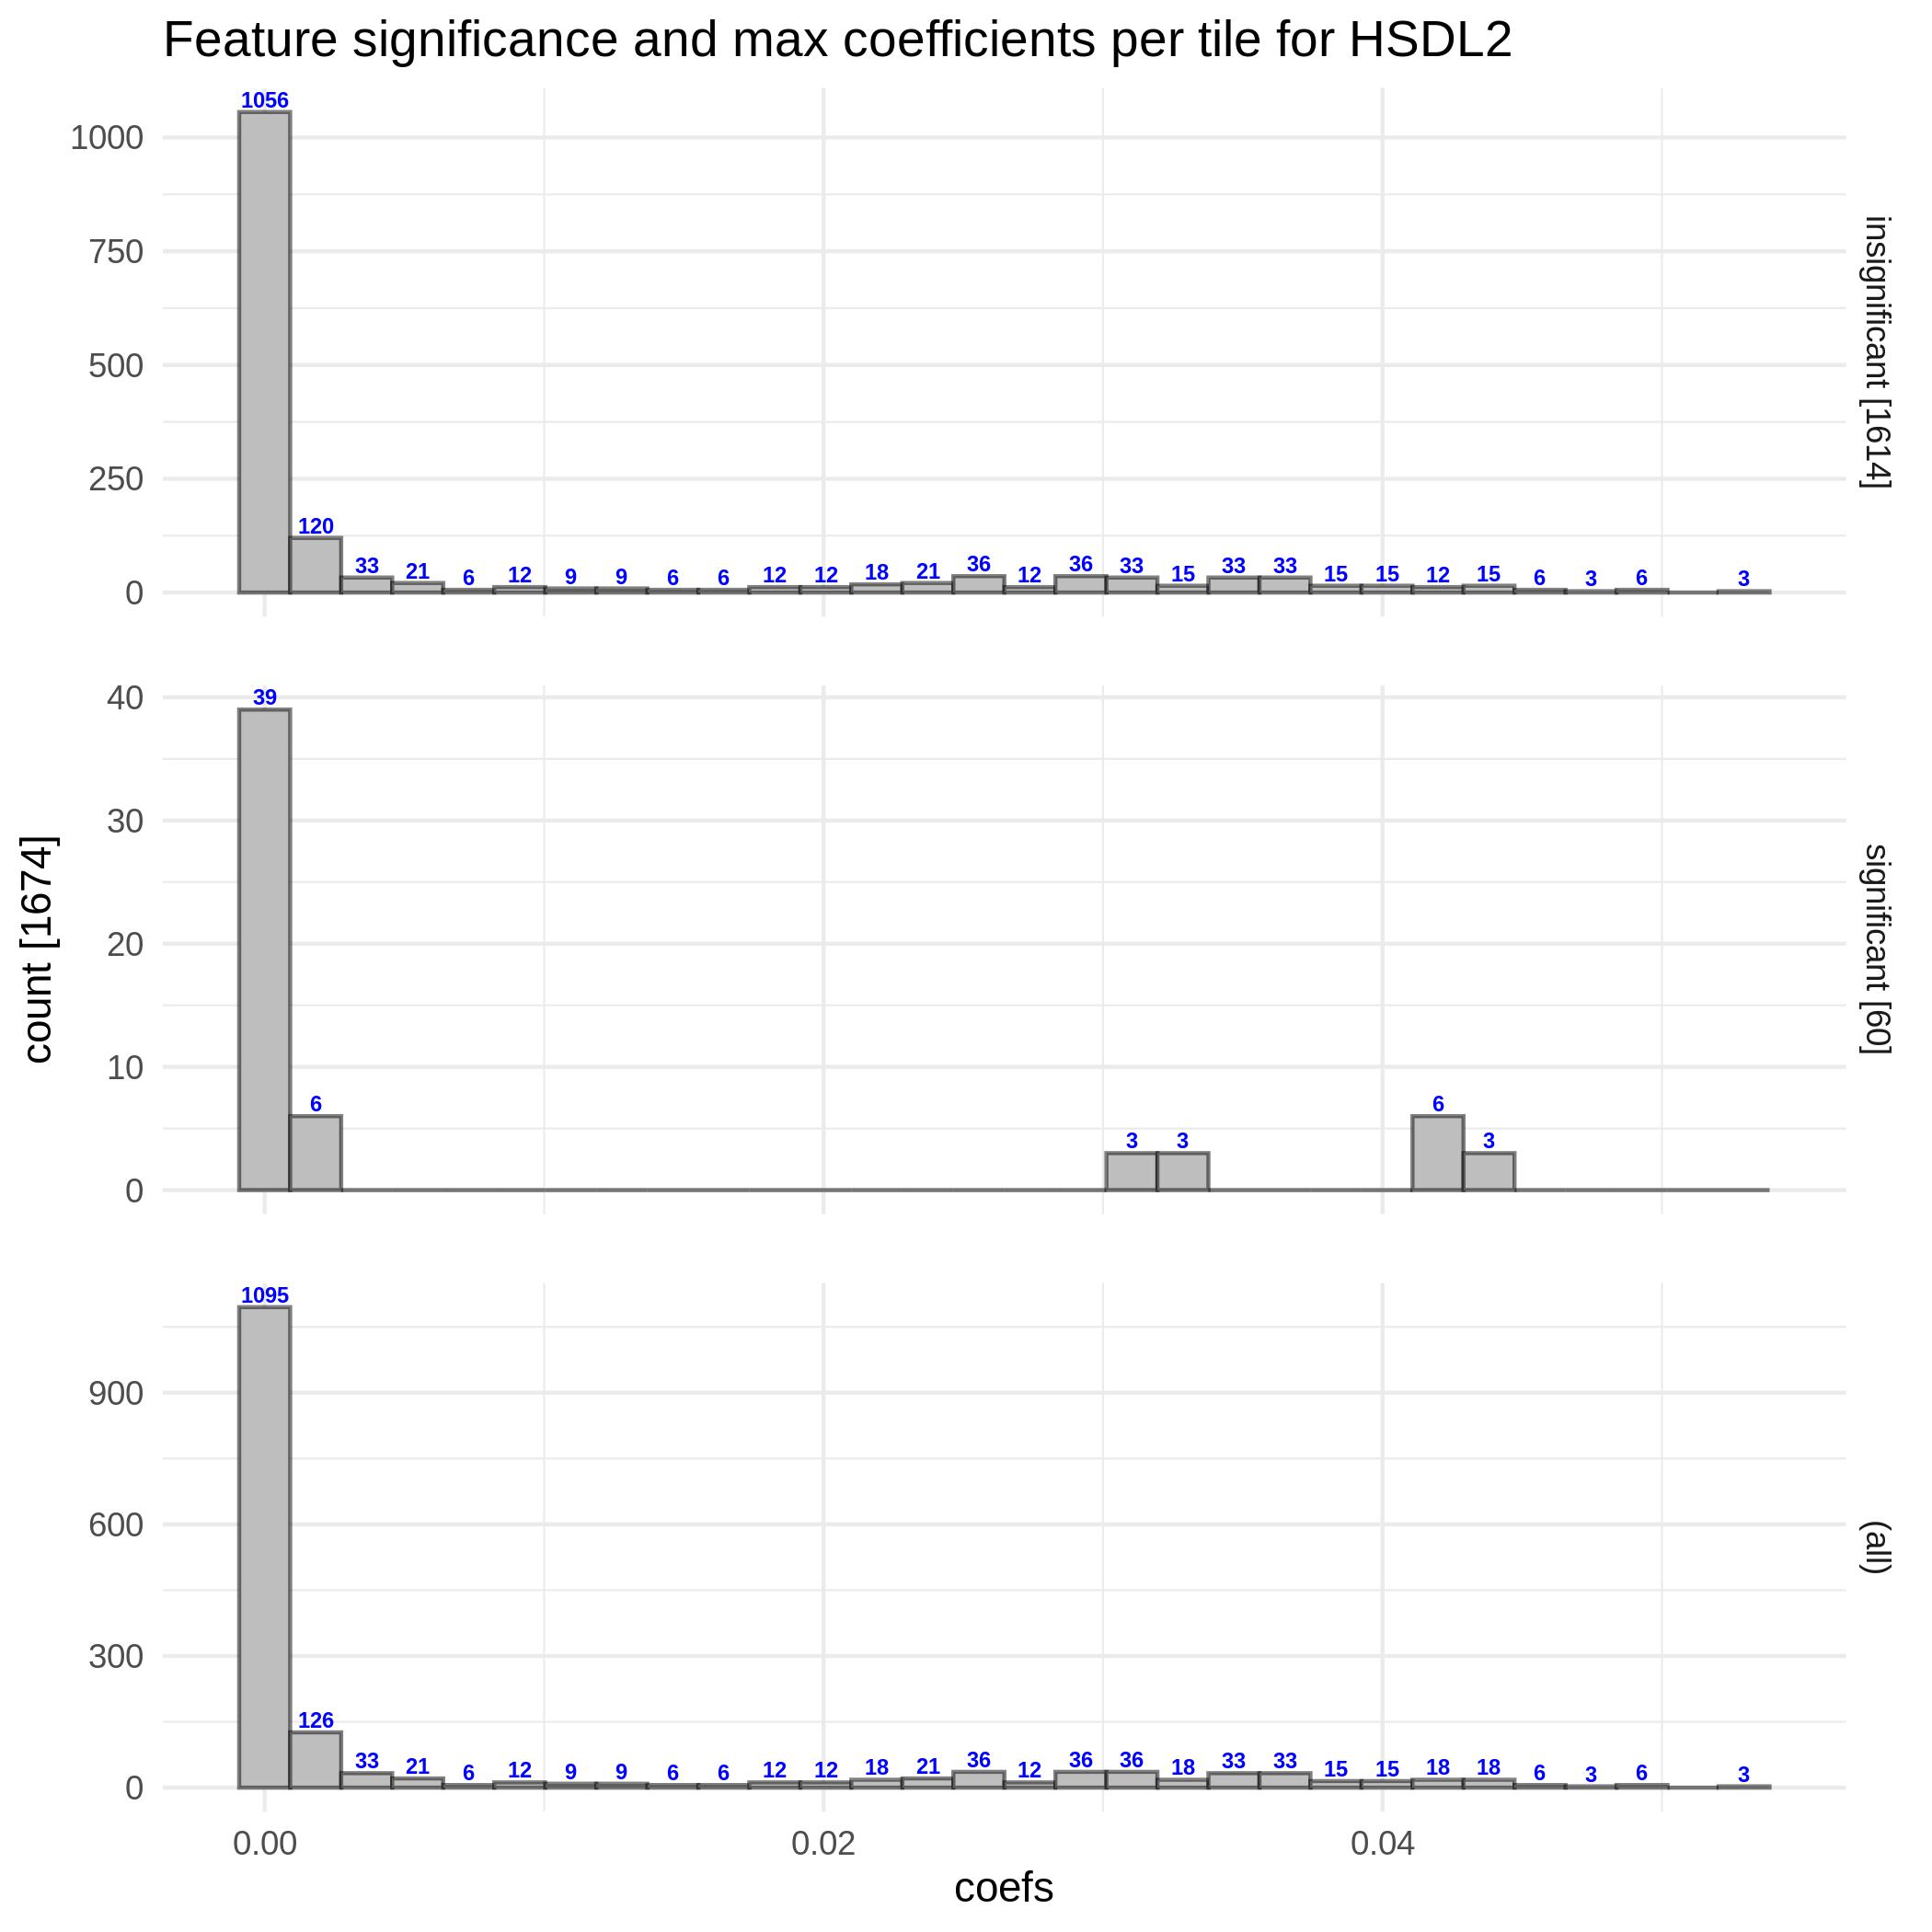 Feature significance and max coefficients per tile for HSDL2
1056
1000
750
500
250
0
120 33 21 6 12 9 9 6 6 12 12 18 21 36 12 36 33 15 33 33 15 15 12 15 6 3 6 3
insignificant [1614]
40
30
20
10
0
39 6 3 3 6 3
significant [60]
count [1674]
1095
900
600
300
0
126 33 21 6 12 9 9 6 6 12 12 18 21 36 12 36 36 18 33 33 15 15 18 18 6 3 6 3
(all)
0.00 0.02 0.04
coefs